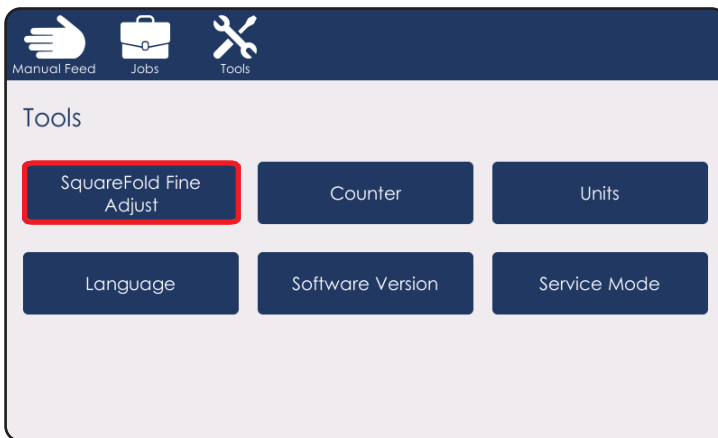 Manual Feed Jobs Tools
Tools
SquareFold Fine
Adjust
Counter
Units
Language
Software Version
Service Mode